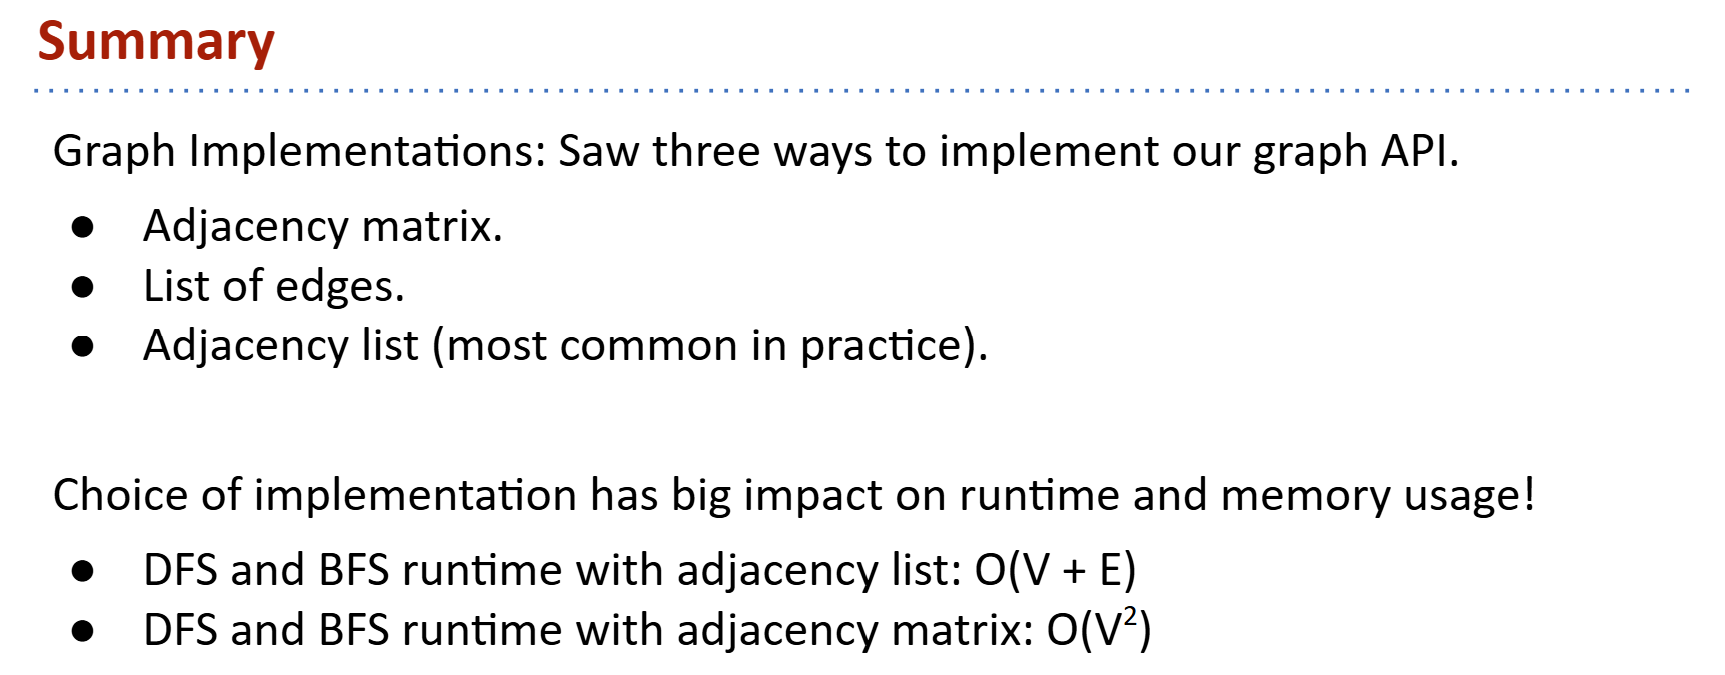 Summary
Graph Implementations: Saw three ways to implement our graph API.
● Adjacency matrix.
● List of edges.
● Adjacency list (most common in practice).
Choice of implementation has big impact on runtime and memory usage!
● DFS and BFS runtime with adjacency list: O(V + E)
● DFS and BFS runtime with adjacency matrix: O(V²)